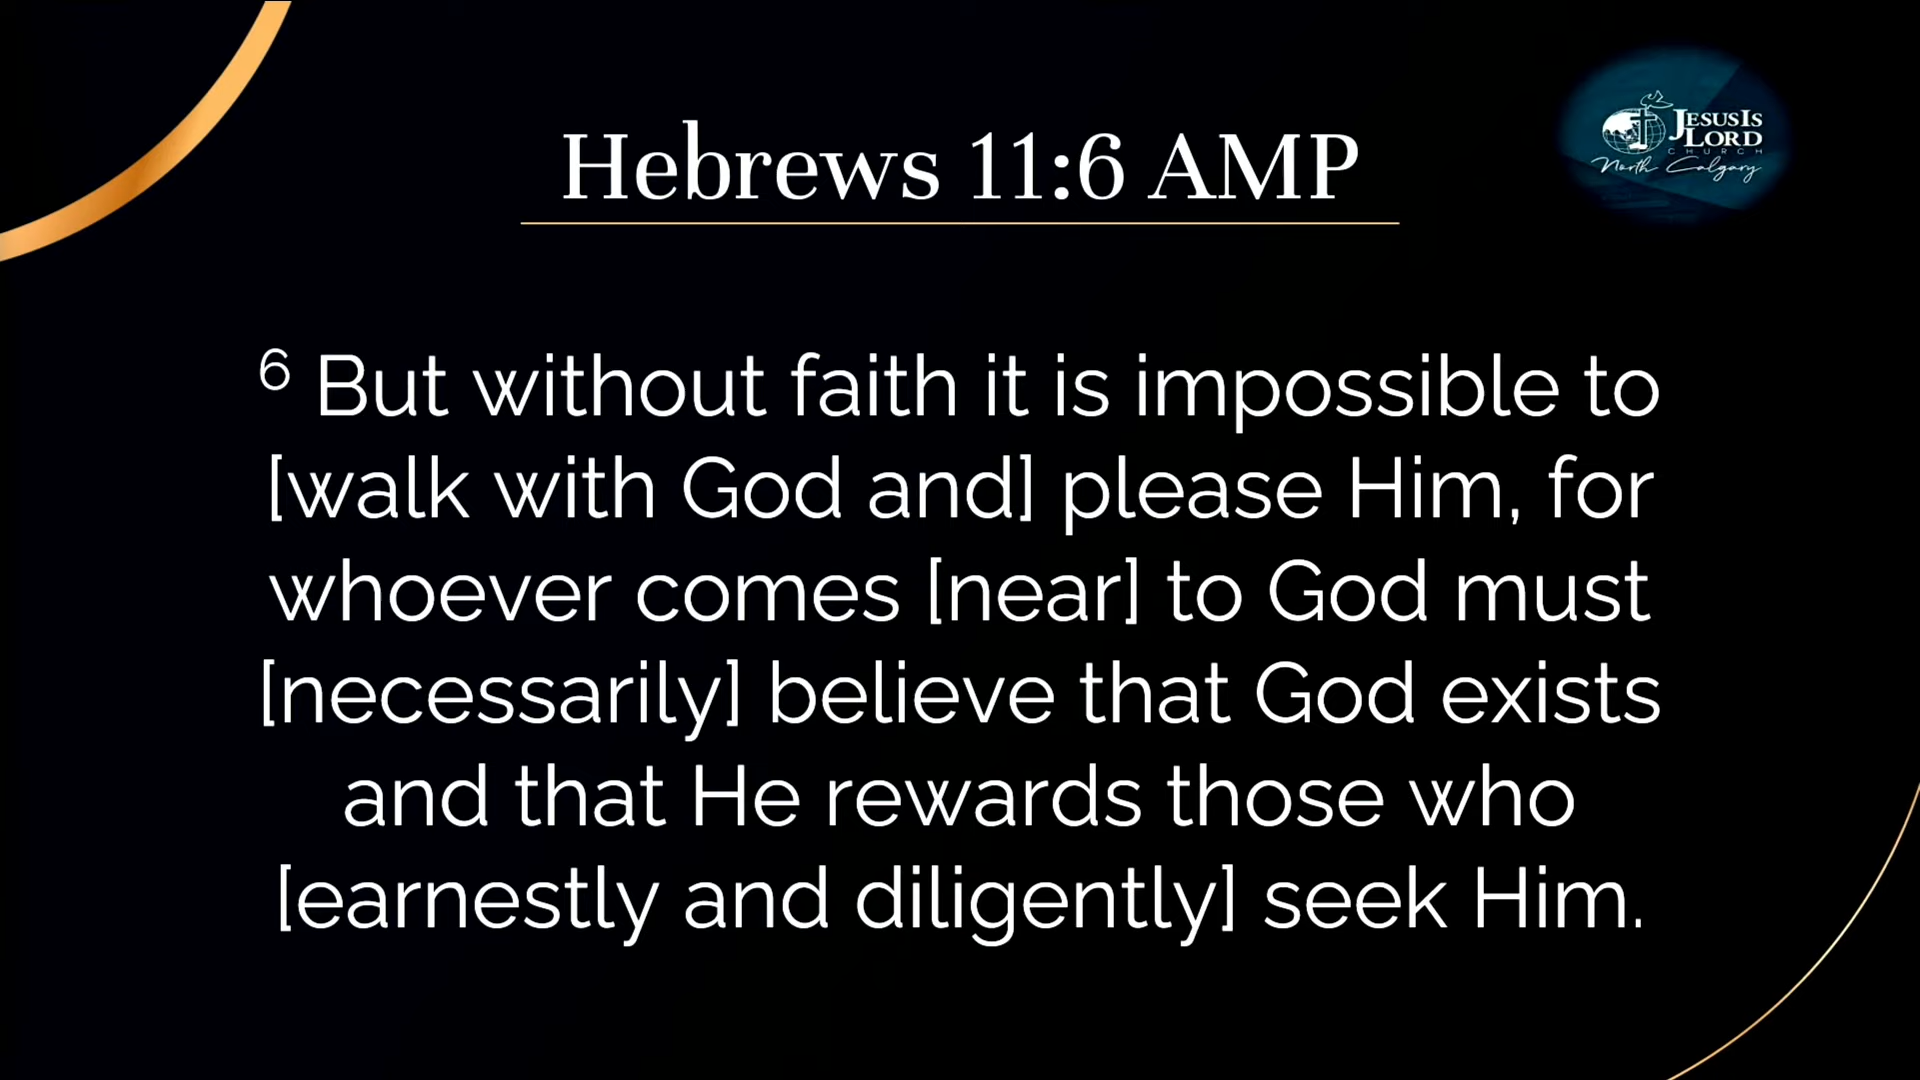 Hebrews 11:6 AMP
JESUS IS
LORD
CHURCH
North Calgary
6 But without faith it is impossible to
[walk with God and] please Him, for
whoever comes [near] to God must
[necessarily] believe that God exists
and that He rewards those who
[earnestly and diligently] seek Him.